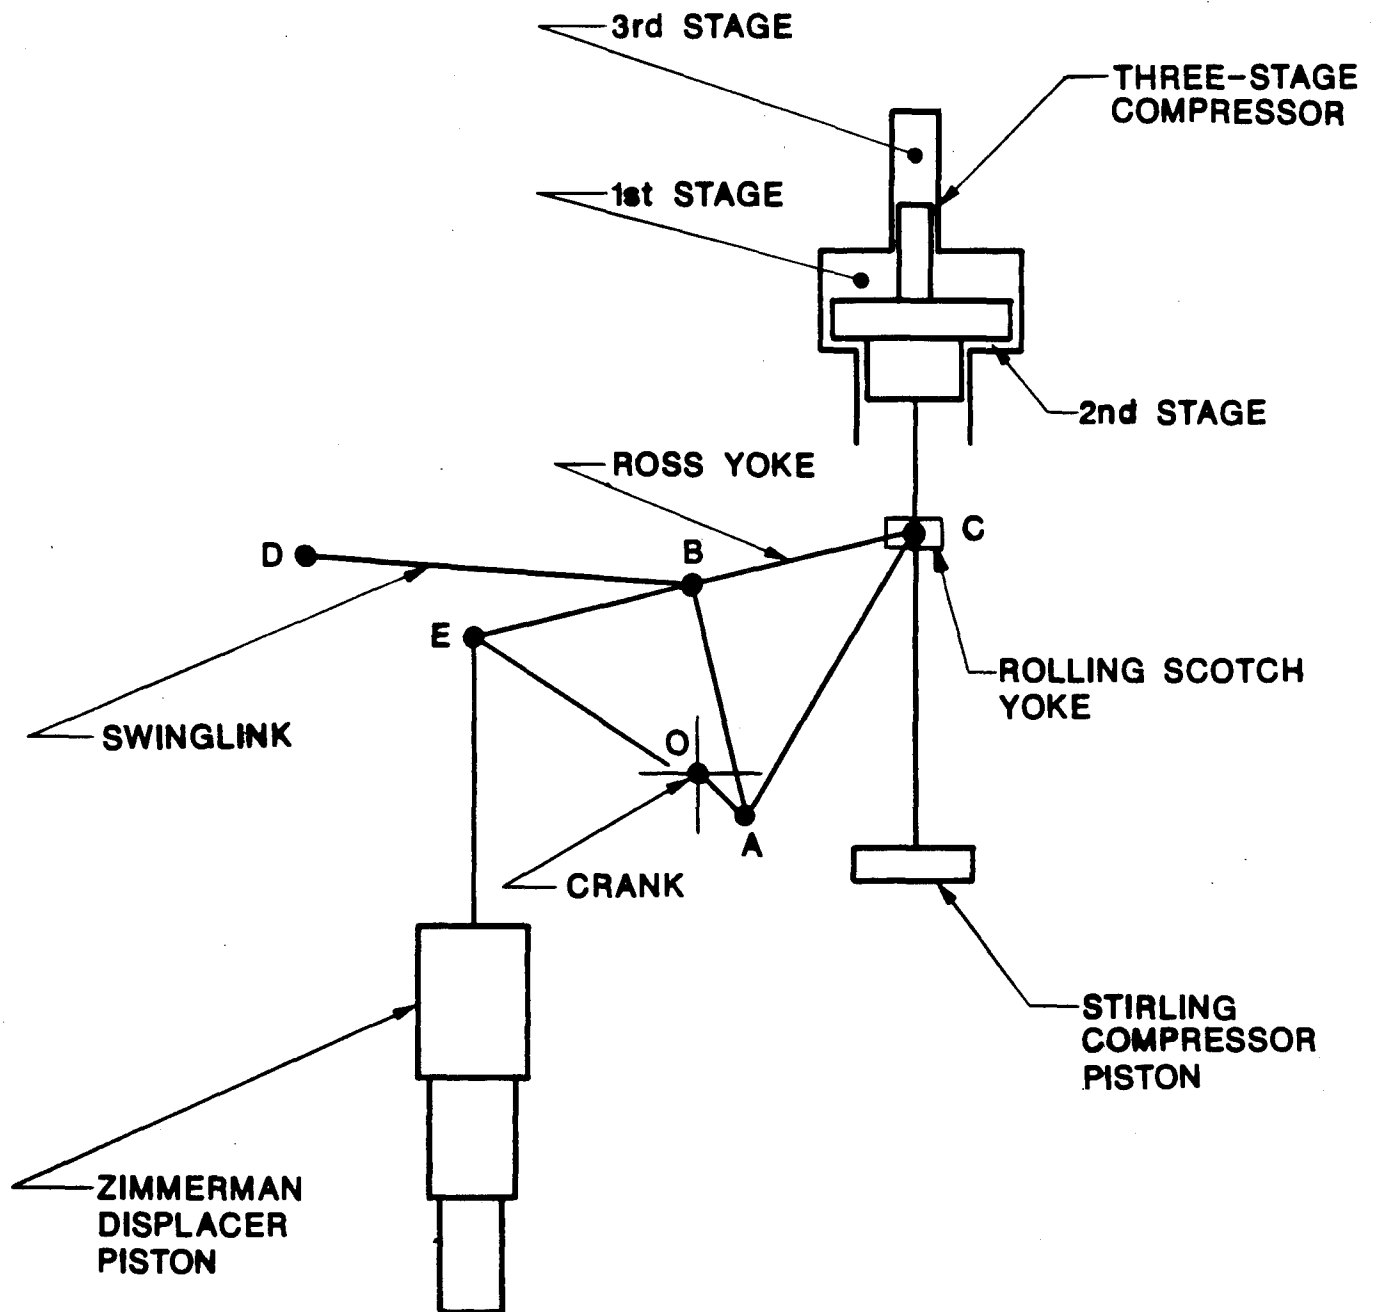 3rd STAGE
THREE-STAGE
COMPRESSOR
1st STAGE
2nd STAGE
ROSS YOKE
C
B
D
E
ROLLING SCOTCH
YOKE
SWINGLINK
O
A
CRANK
STIRLING
COMPRESSOR
PISTON
ZIMMERMAN
DISPLACER
PISTON